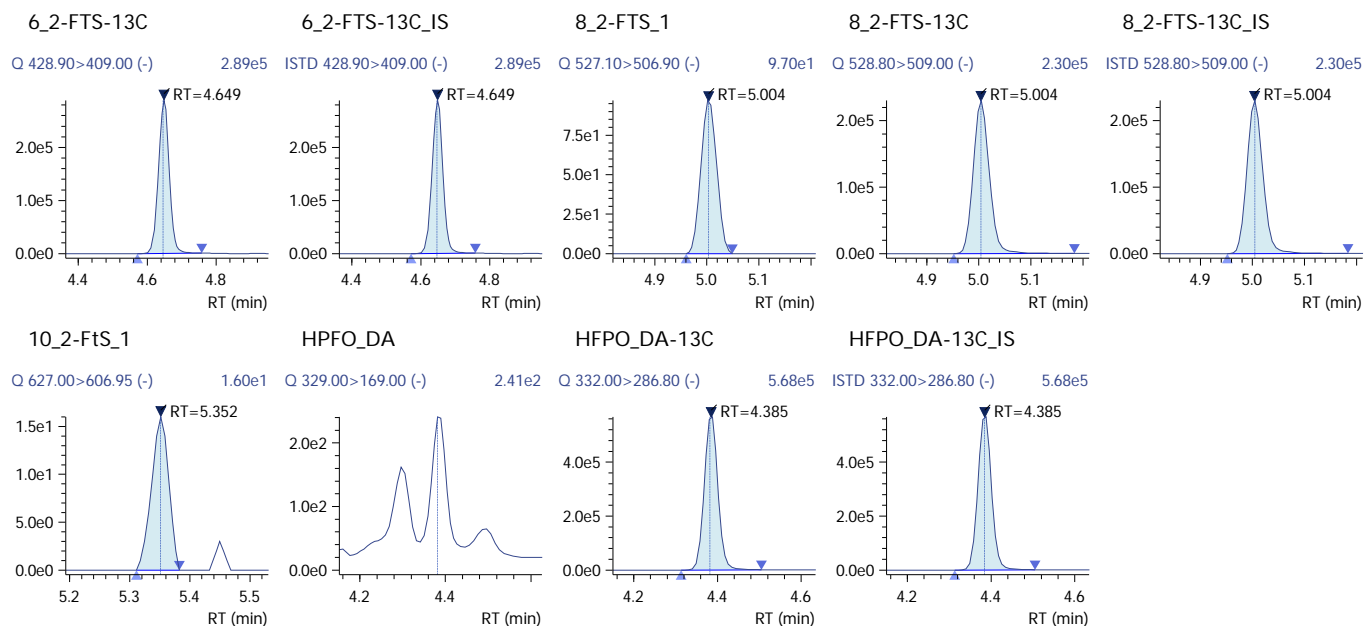 6_2-FTS-13C
Q 428.90>409.00 (-) 2.89e5
RT=4.649
2.0e5
1.0e5
0.0e0
4.4 4.6 4.8
RT (min)
6_2-FTS-13C_IS
ISTD 428.90>409.00 (-) 2.89e5
RT=4.649
2.0e5
1.0e5
0.0e0
4.4 4.6 4.8
RT (min)
8_2-FTS_1
Q 527.10>506.90 (-) 9.70e1
RT=5.004
7.5e1
5.0e1
2.5e1
0.0e0
4.9 5.0 5.1
RT (min)
8_2-FTS-13C
Q 528.80>509.00 (-) 2.30e5
RT=5.004
2.0e5
1.0e5
0.0e0
4.9 5.0 5.1
RT (min)
8_2-FTS-13C_IS
ISTD 528.80>509.00 (-) 2.30e5
RT=5.004
2.0e5
1.0e5
0.0e0
4.9 5.0 5.1
RT (min)
10_2-FtS_1
Q 627.00>606.95 (-) 1.60e1
RT=5.352
1.5e1
1.0e1
5.0e0
0.0e0
5.2 5.3 5.4 5.5
RT (min)
HPFO_DA
Q 329.00>169.00 (-) 2.41e2
2.0e2
1.0e2
0.0e0
4.2 4.4
RT (min)
HFPO_DA-13C
Q 332.00>286.80 (-) 5.68e5
RT=4.385
4.0e5
2.0e5
0.0e0
4.2 4.4 4.6
RT (min)
HFPO_DA-13C_IS
ISTD 332.00>286.80 (-) 5.68e5
RT=4.385
4.0e5
2.0e5
0.0e0
4.2 4.4 4.6
RT (min)